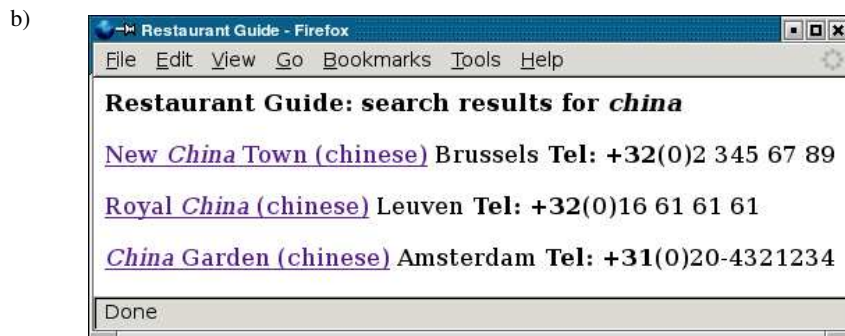 b)
Restaurant Guide - Firefox
File Edit View Go Bookmarks Tools Help
Restaurant Guide: search results for china
New China Town (chinese) Brussels Tel: +32(0)2 345 67 89
Royal China (chinese) Leuven Tel: +32(0)16 61 61 61
China Garden (chinese) Amsterdam Tel: +31(0)20-4321234
Done